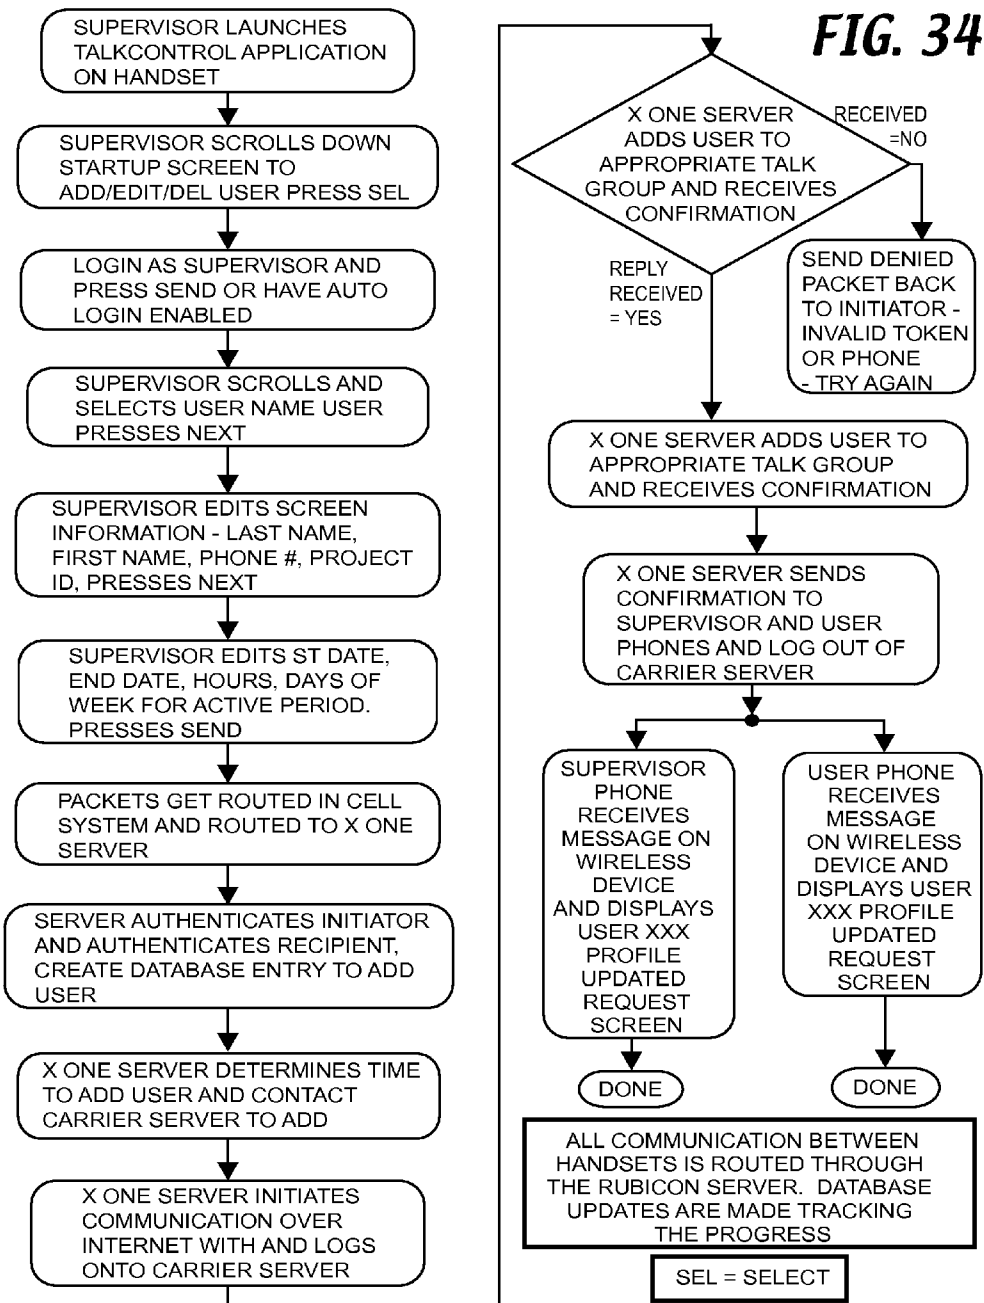 SUPERVISOR LAUNCHES
TALKCONTROL APPLICATION
ON HANDSET
SUPERVISOR SCROLLS DOWN
STARTUP SCREEN TO
ADD/EDIT/DEL USER PRESS SEL
LOGIN AS SUPERVISOR AND
PRESS SEND OR HAVE AUTO
LOGIN ENABLED
SUPERVISOR SCROLLS AND
SELECTS USER NAME USER
PRESSES NEXT
SUPERVISOR EDITS SCREEN
INFORMATION - LAST NAME,
FIRST NAME, PHONE #, PROJECT
ID, PRESSES NEXT
SUPERVISOR EDITS ST DATE,
END DATE, HOURS, DAYS OF
WEEK FOR ACTIVE PERIOD.
PRESSES SEND
PACKETS GET ROUTED IN CELL
SYSTEM AND ROUTED TO X ONE
SERVER
SERVER AUTHENTICATES INITIATOR
AND AUTHENTICATES RECIPIENT,
CREATE DATABASE ENTRY TO ADD
USER
X ONE SERVER DETERMINES TIME
TO ADD USER AND CONTACT
CARRIER SERVER TO ADD
X ONE SERVER INITIATES
COMMUNICATION OVER
INTERNET WITH AND LOGS
ONTO CARRIER SERVER
FIG. 34
X ONE SERVER
ADDS USER TO
APPROPRIATE TALK
GROUP AND RECEIVES
CONFIRMATION
RECEIVED
=NO
SEND DENIED
PACKET BACK
TO INITIATOR -
INVALID TOKEN
OR PHONE
- TRY AGAIN
REPLY
RECEIVED
= YES
X ONE SERVER ADDS USER TO
APPROPRIATE TALK GROUP
AND RECEIVES CONFIRMATION
X ONE SERVER SENDS
CONFIRMATION TO
SUPERVISOR AND USER
PHONES AND LOG OUT OF
CARRIER SERVER
SUPERVISOR
PHONE
RECEIVES
MESSAGE ON
WIRELESS
DEVICE
AND DISPLAYS
USER XXX
PROFILE
UPDATED
REQUEST
SCREEN
DONE
USER PHONE
RECEIVES
MESSAGE
ON WIRELESS
DEVICE AND
DISPLAYS USER
XXX PROFILE
UPDATED
REQUEST
SCREEN
DONE
ALL COMMUNICATION BETWEEN
HANDSETS IS ROUTED THROUGH
THE RUBICON SERVER. DATABASE
UPDATES ARE MADE TRACKING
THE PROGRESS
SEL = SELECT